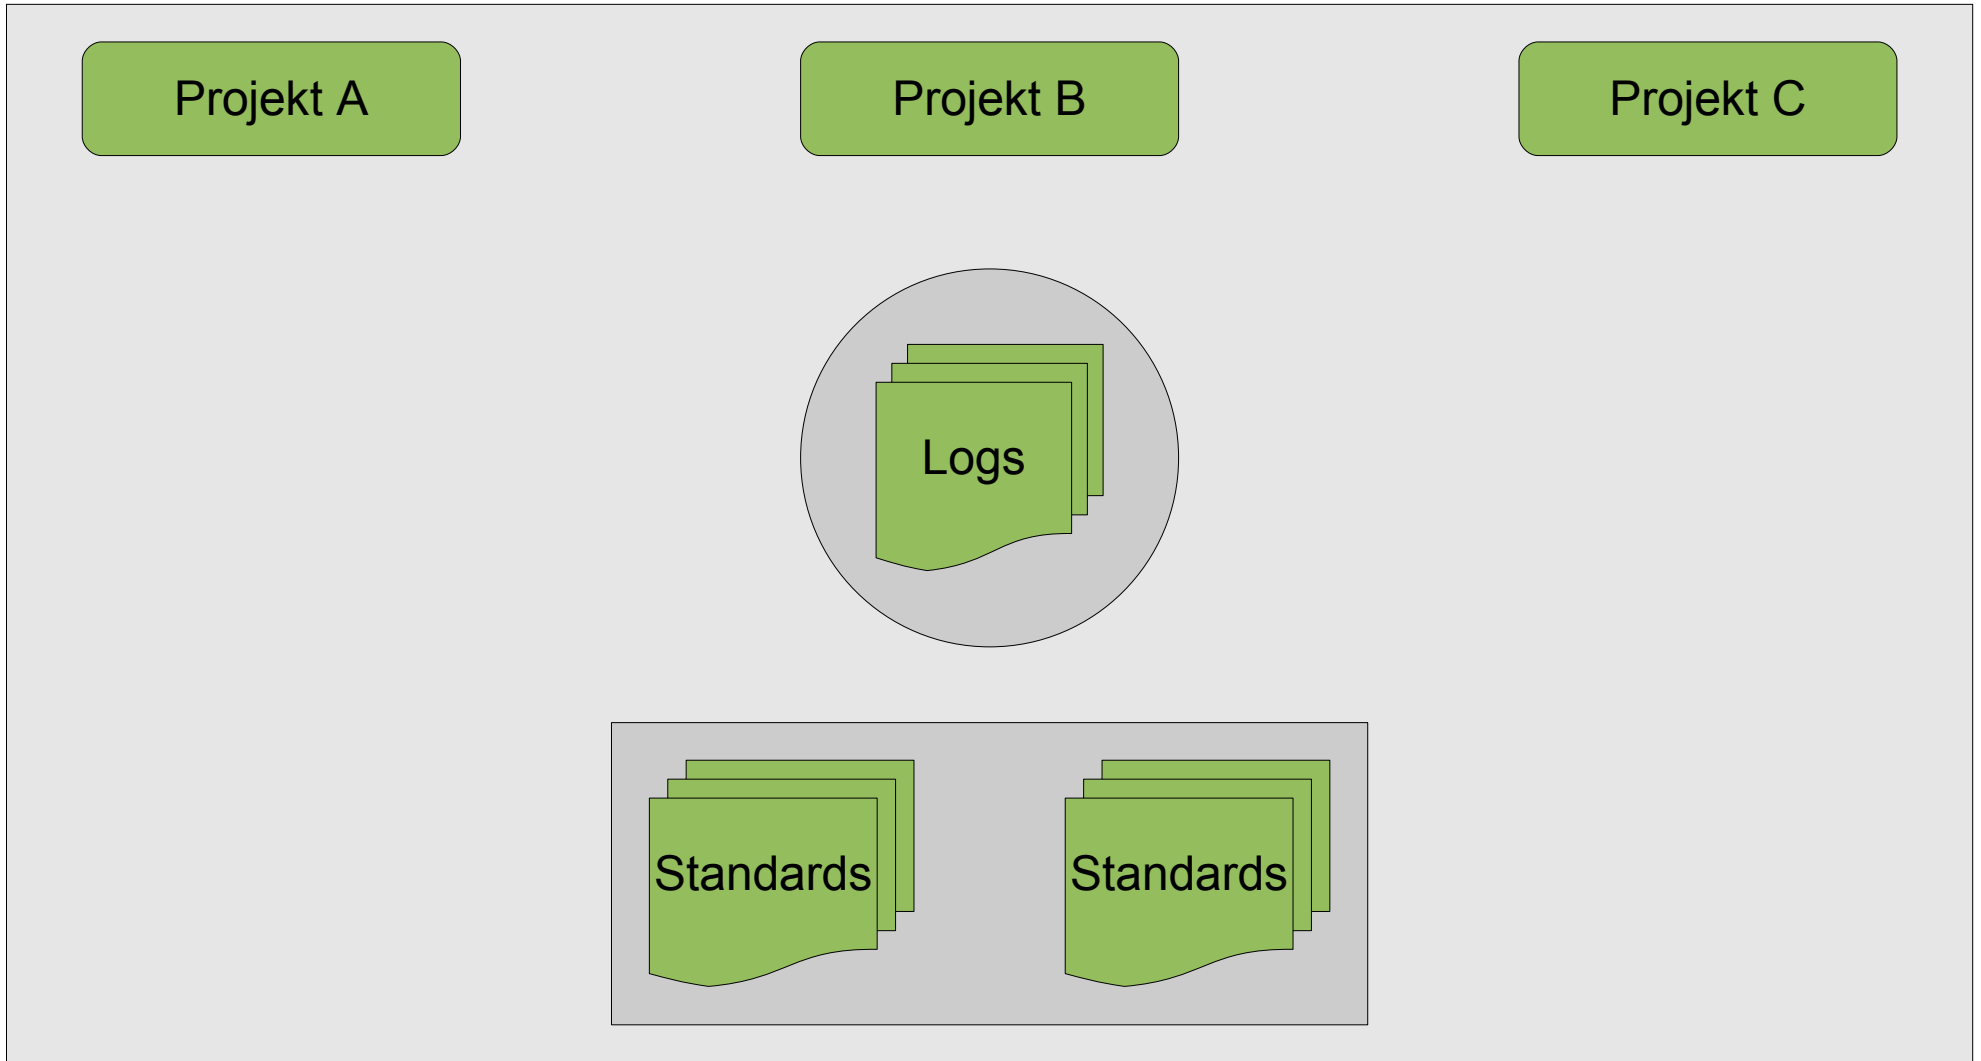 Projekt A
Projekt B
Projekt C
Logs
Standards
Standards